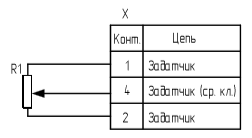 X
Конт. Цепь
1 Задатчик
R1
4 Задатчик (ср. кл.)
2 Задатчик